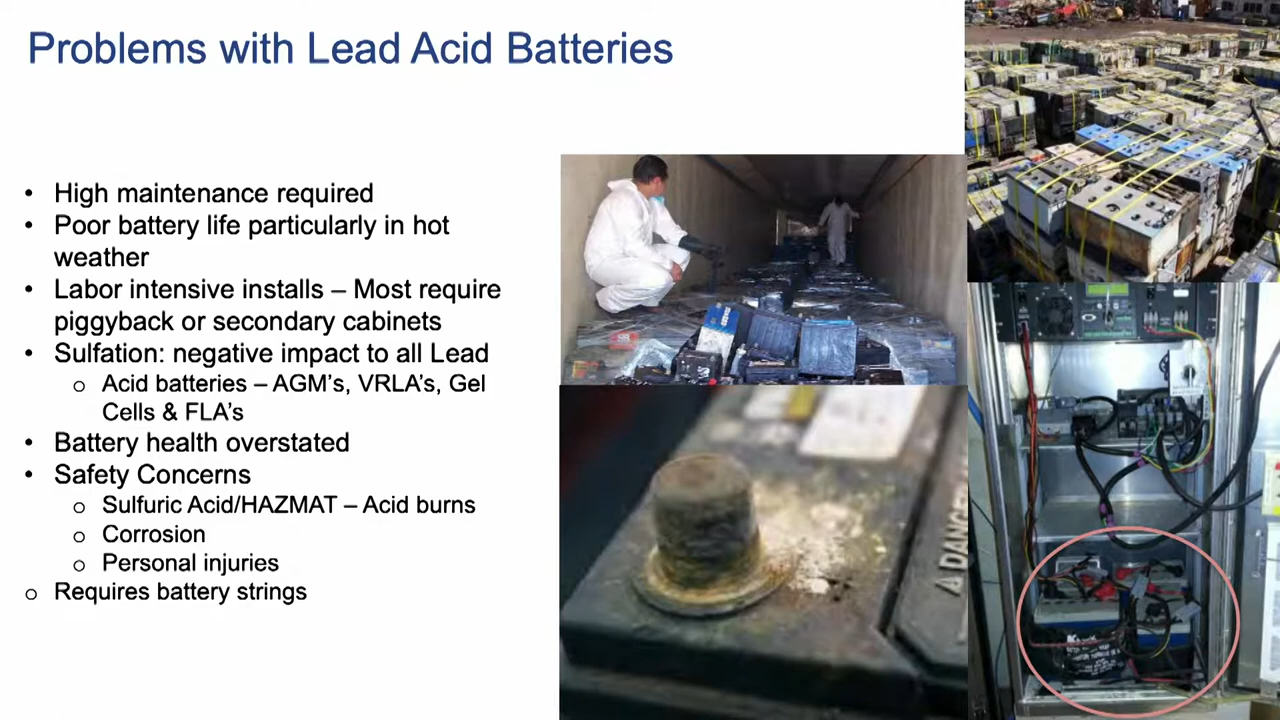 Problems with Lead Acid Batteries
• High maintenance required
• Poor battery life particularly in hot
weather
• Labor intensive installs – Most require
piggyback or secondary cabinets
• Sulfation: negative impact to all Lead
o Acid batteries – AGM's, VRLA's, Gel
Cells & FLA's
• Battery health overstated
• Safety Concerns
o Sulfuric Acid/HAZMAT – Acid burns
o Corrosion
o Personal injuries
o Requires battery strings
DANGER